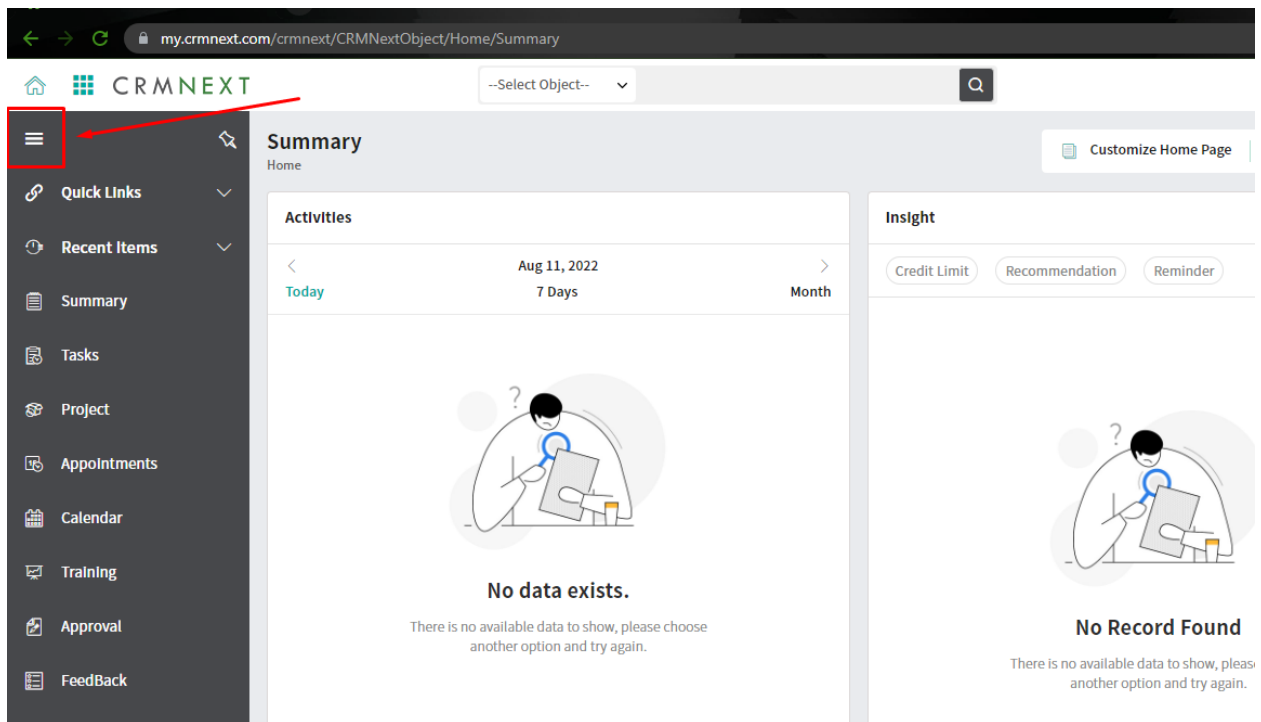 my.crmnext.com/crmnext/CRMNextObject/Home/Summary
CRMNEXT
--Select Object--
Summary
Home
Customize Home Page
Quick Links
Recent Items
Summary
Tasks
Project
Appointments
Calendar
Training
Approval
FeedBack
Activities
Aug 11, 2022
Today
7 Days
Month
?
No data exists.
There is no available data to show, please choose
another option and try again.
Insight
Credit Limit
Recommendation
Reminder
?
No Record Found
There is no available data to show, pleas
another option and try again.